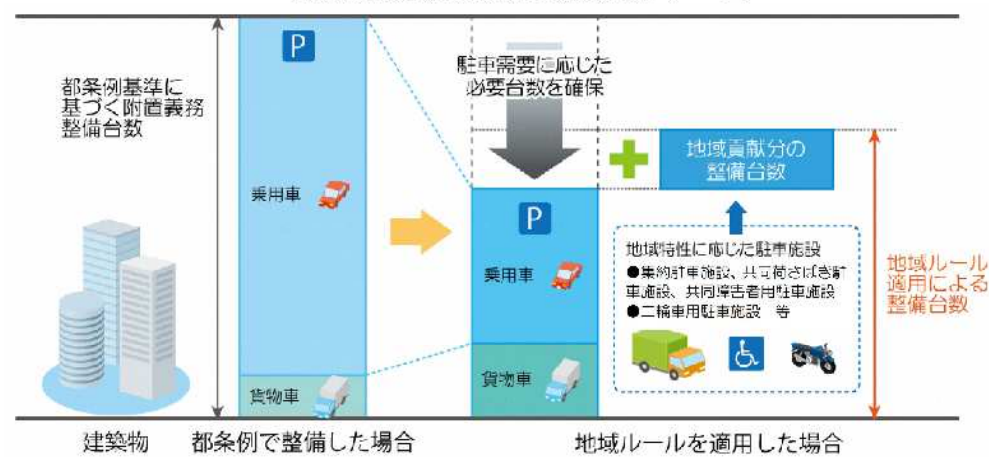 都条例基準に
基づく附置義務
整備台数
P
乗用車
貨物車
駐車需要に応じた
必要台数を確保
P
乗用車
貨物車
地域貢献分の
整備台数
地域特性に応じた駐車施設
●集約駐車施設、共同荷さばき駐
車施設、共同障害者用駐車施設
●二輪車用駐車施設 等
地域ルール
適用による
整備台数
建築物
都条例で整備した場合
地域ルールを適用した場合